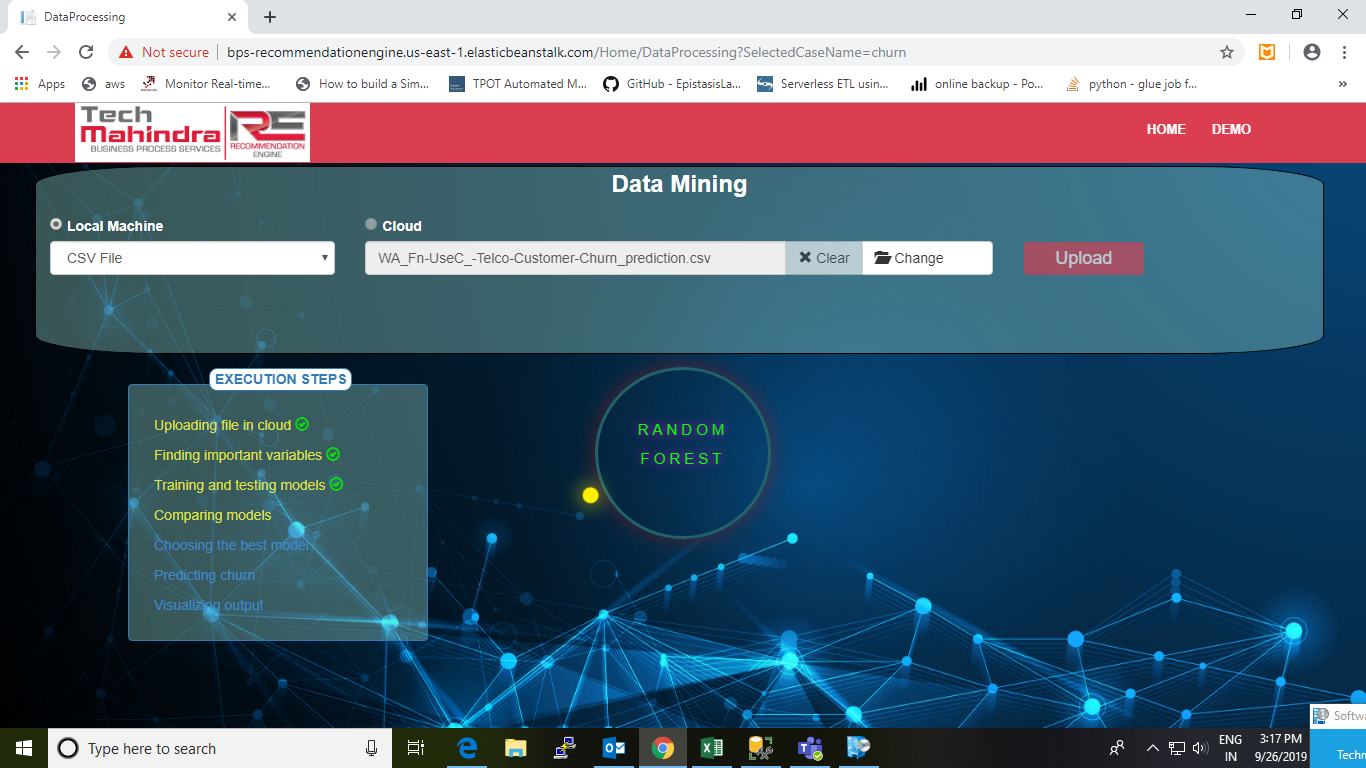 DataProcessing
Not secure
bps-recommendationengine.us-east-1.elasticbeanstalk.com/Home/DataProcessing?SelectedCaseName=churn
Apps
aws
Monitor Real-time...
How to build a Sim...
TPOT Automated M...
GitHub - EpistasisLa...
Serverless ETL usin...
online backup - Po...
python - glue job f...
Tech
Mahindra
BUSINESS PROCESS SERVICES
RE
RECOMMENDATION
ENGINE
HOME
DEMO
Data Mining
Local Machine
Cloud
CSV File
WA_Fn-UseC_-Telco-Customer-Churn_prediction.csv
Clear
Change
Upload
EXECUTION STEPS
Uploading file in cloud
Finding important variables
Training and testing models
Comparing models
Choosing the best model
Predicting churn
Visualizing output
RANDOM
FOREST
Softwa
Techn
Type here to search
ENG
IN
3:17 PM
9/26/2019